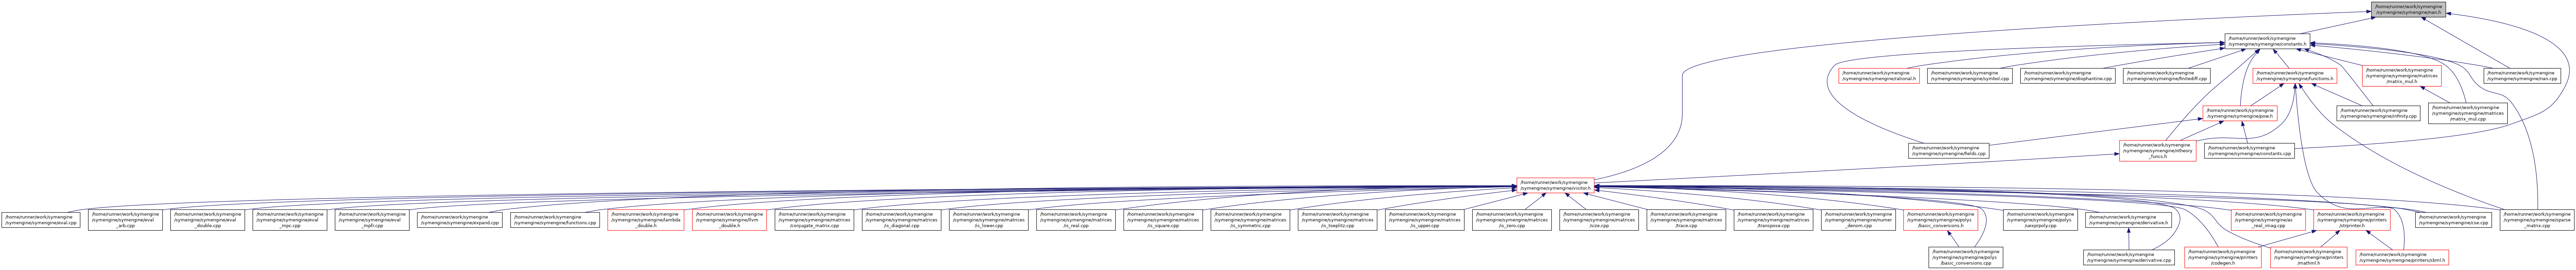 /home/runner/work/symengine
/symengine/symengine/nan.h
/home/runner/work/symengine
/symengine/symengine/constants.h
/home/runner/work/symengine
/symengine/symengine/rational.h
/home/runner/work/symengine
/symengine/symengine/symbol.cpp
/home/runner/work/symengine
/symengine/symengine/diophantine.cpp
/home/runner/work/symengine
/symengine/symengine/finitediff.cpp
/home/runner/work/symengine
/symengine/symengine/functions.h
/home/runner/work/symengine
/symengine/symengine/matrices
/matrix_mul.h
/home/runner/work/symengine
/symengine/symengine/nan.cpp
/home/runner/work/symengine
/symengine/symengine/pow.h
/home/runner/work/symengine
/symengine/symengine/infinity.cpp
/home/runner/work/symengine
/symengine/symengine/matrices
/matrix_mul.cpp
/home/runner/work/symengine
/symengine/symengine/fields.cpp
/home/runner/work/symengine
/symengine/symengine/ntheory
_funcs.h
/home/runner/work/symengine
/symengine/symengine/constants.cpp
/home/runner/work/symengine
/symengine/symengine/visitor.h
/home/runner/work/symengine
/symengine/symengine/eval.cpp
/home/runner/work/symengine
/symengine/symengine/eval
_arb.cpp
/home/runner/work/symengine
/symengine/symengine/eval
_double.cpp
/home/runner/work/symengine
/symengine/symengine/eval
_mpc.cpp
/home/runner/work/symengine
/symengine/symengine/eval
_mpfr.cpp
/home/runner/work/symengine
/symengine/symengine/expand.cpp
/home/runner/work/symengine
/symengine/symengine/functions.cpp
/home/runner/work/symengine
/symengine/symengine/lambda
_double.h
/home/runner/work/symengine
/symengine/symengine/llvm
_double.h
/home/runner/work/symengine
/symengine/symengine/matrices
/conjugate_matrix.cpp
/home/runner/work/symengine
/symengine/symengine/matrices
/is_diagonal.cpp
/home/runner/work/symengine
/symengine/symengine/matrices
/is_lower.cpp
/home/runner/work/symengine
/symengine/symengine/matrices
/is_real.cpp
/home/runner/work/symengine
/symengine/symengine/matrices
/is_square.cpp
/home/runner/work/symengine
/symengine/symengine/matrices
/is_symmetric.cpp
/home/runner/work/symengine
/symengine/symengine/matrices
/is_toeplitz.cpp
/home/runner/work/symengine
/symengine/symengine/matrices
/is_upper.cpp
/home/runner/work/symengine
/symengine/symengine/matrices
/is_zero.cpp
/home/runner/work/symengine
/symengine/symengine/matrices
/size.cpp
/home/runner/work/symengine
/symengine/symengine/matrices
/trace.cpp
/home/runner/work/symengine
/symengine/symengine/matrices
/transpose.cpp
/home/runner/work/symengine
/symengine/symengine/numer
_denom.cpp
/home/runner/work/symengine
/symengine/symengine/polys
/basic_conversions.h
/home/runner/work/symengine
/symengine/symengine/polys
/uexprpoly.cpp
/home/runner/work/symengine
/symengine/symengine/derivative.h
/home/runner/work/symengine
/symengine/symengine/as
_real_imag.cpp
/home/runner/work/symengine
/symengine/symengine/printers
/strprinter.h
/home/runner/work/symengine
/symengine/symengine/cse.cpp
/home/runner/work/symengine
/symengine/symengine/sparse
_matrix.cpp
/home/runner/work/symengine
/symengine/symengine/polys
/basic_conversions.cpp
/home/runner/work/symengine
/symengine/symengine/derivative.cpp
/home/runner/work/symengine
/symengine/symengine/printers
/codegen.h
/home/runner/work/symengine
/symengine/symengine/printers
/mathml.h
/home/runner/work/symengine
/symengine/symengine/printers/sbml.h